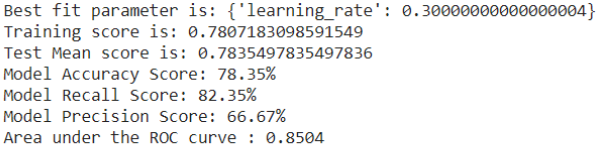 Best fit parameter is: {'learning_rate': 0.30000000000000004}
Training score is: 0.7807183098591549
Test Mean score is: 0.7835497835497836
Model Accuracy Score: 78.35%
Model Recall Score: 82.35%
Model Precision Score: 66.67%
Area under the ROC curve : 0.8504